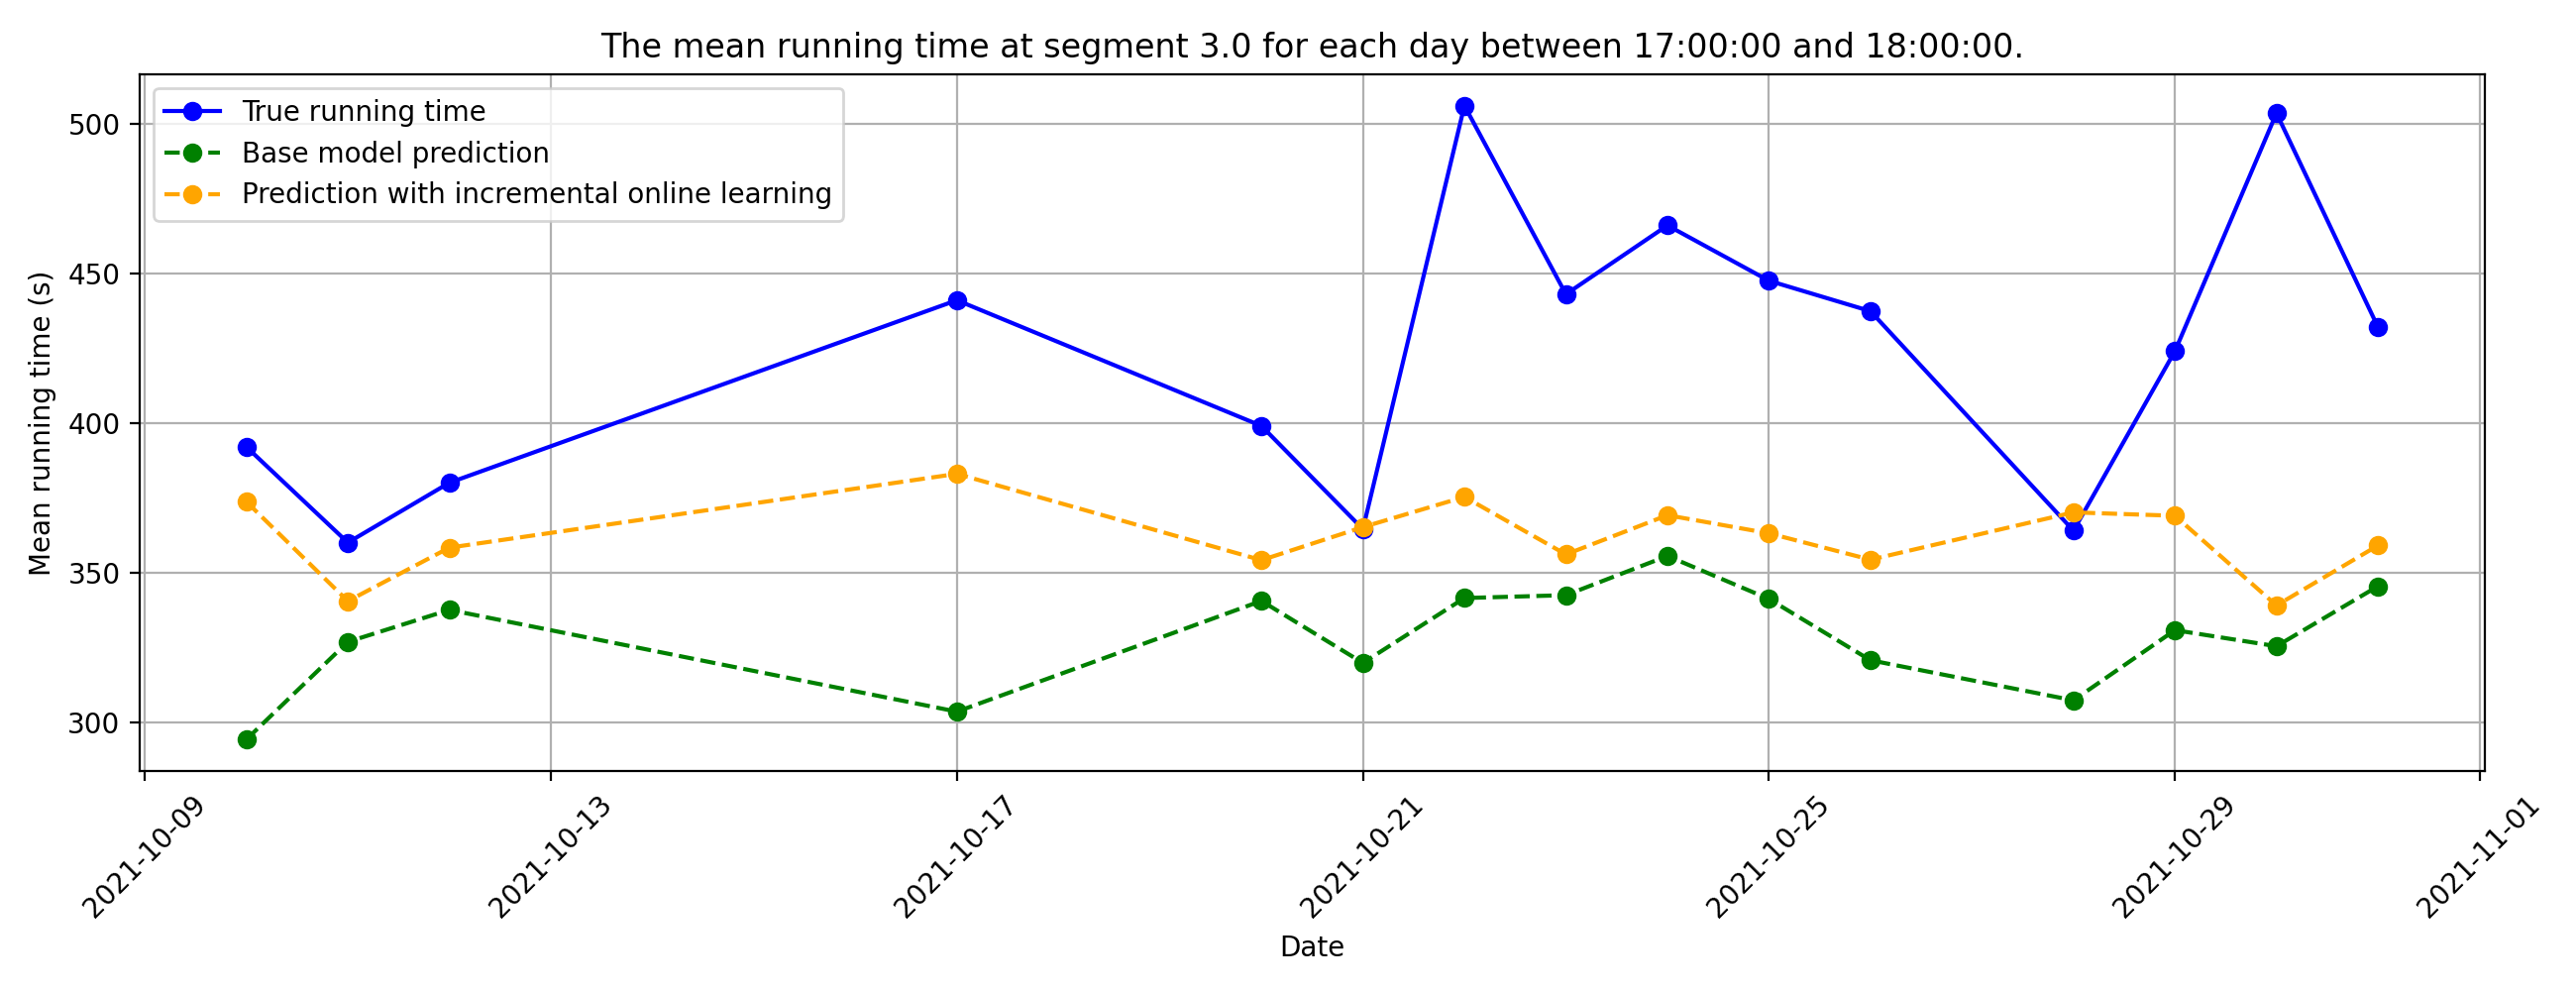 The mean running time at segment 3.0 for each day between 17:00:00 and 18:00:00.
True running time
Base model prediction
Prediction with incremental online learning
Mean running time (s)
500
450
400
350
300
2021-10-09
2021-10-13
2021-10-17
2021-10-21
2021-10-25
2021-10-29
2021-11-01
Date